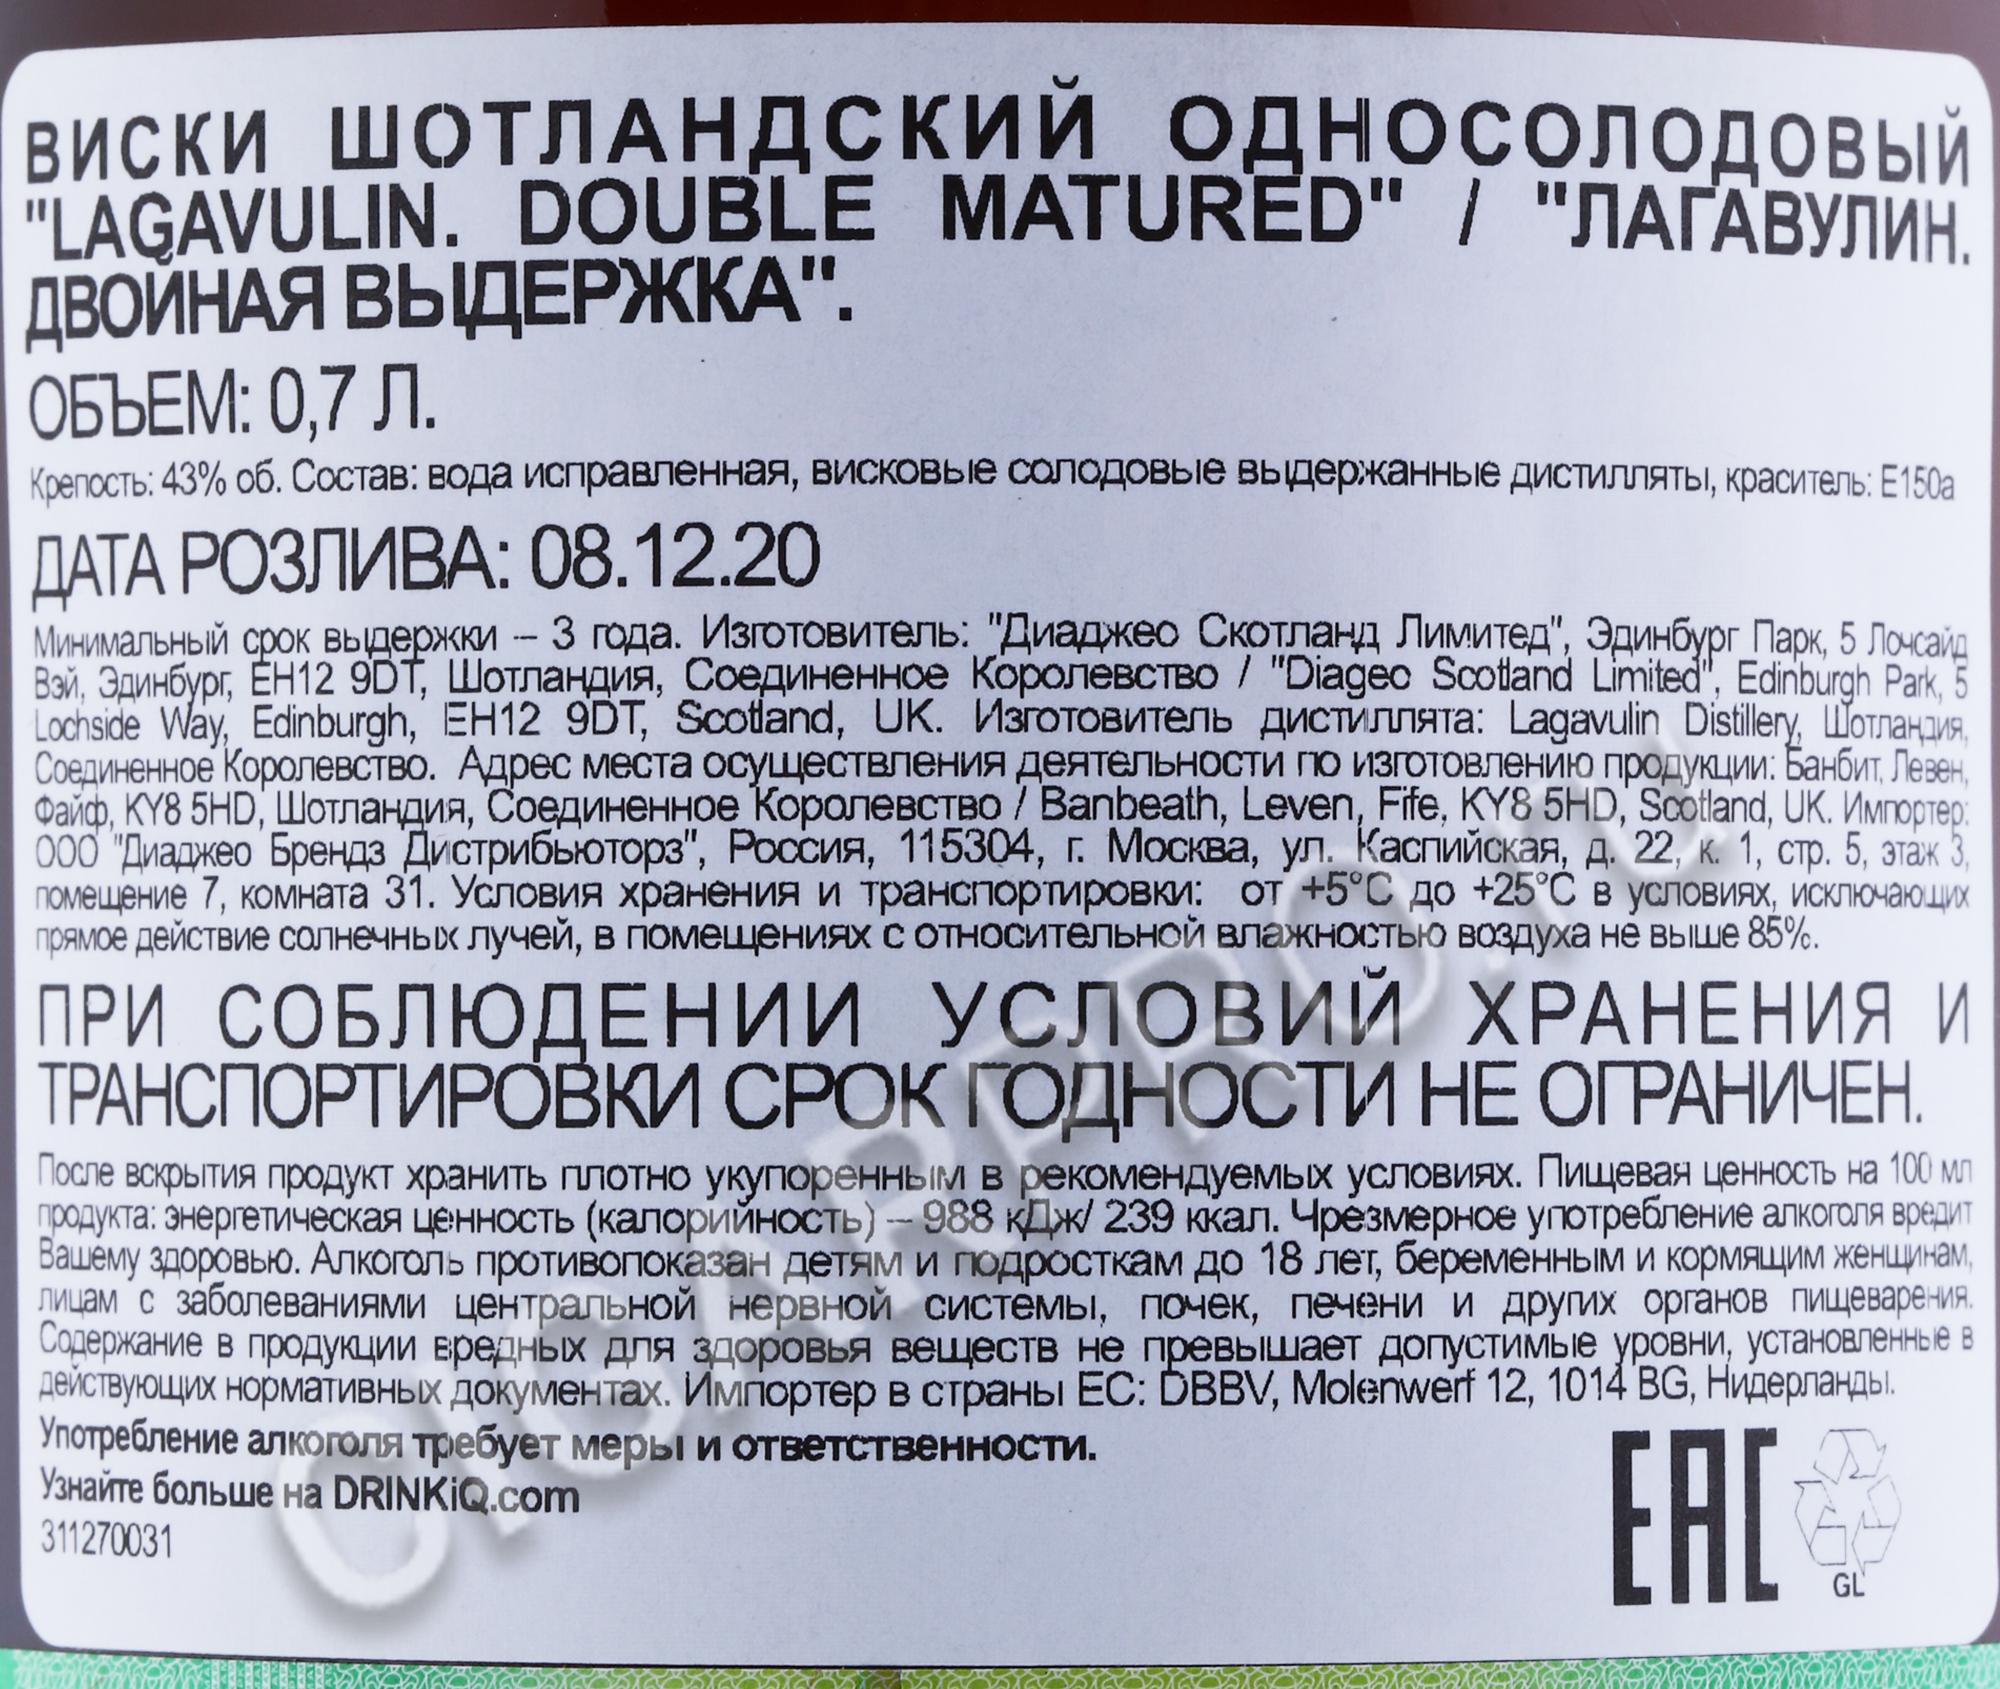 ВИСКИ ШОТЛАНДСКИЙ ОДНОСОЛОДОВЫЙ
"LAGAVULIN. DOUBLE MATURED" / "ЛАГАВУЛИН.
ДВОЙНАЯ ВЫДЕРЖКА".
ОБЪЕМ: 0,7 Л.
Крепость: 43% об. Состав: вода исправленная, висковые солодовые выдержанные дистилляты, краситель: Е150а
ДАТА РОЗЛИВА: 08.12.20
Минимальный срок выдержки – 3 года. Изготовитель: "Диаджео Скотланд Лимитед", Эдинбург Парк, 5 Лочсайд
Вэй, Эдинбург, EH12 9DT, Шотландия, Соединенное Королевство / "Diageo Scotland Limited", Edinburgh Park, 5
Lochside Way, Edinburgh, EH12 9DT, Scotland, UK. Изготовитель дистиллята: Lagavulin Distillery, Шотландия,
Соединенное Королевство. Адрес места осуществления деятельности по изготовлению продукции: Банбит, Левен,
Файф, KY8 5HD, Шотландия, Соединенное Королевство / Banbeath, Leven, Fife, KY8 5HD, Scotland, UK. Импортер:
ООО "Диаджео Брендз Дистрибьюторз", Россия, 115304, г. Москва, ул. Каспийская, д. 22, к. 1, стр. 5, этаж 3,
помещение 7, комната 31. Условия хранения и транспортировки: от +5°С до +25°С в условиях, исключающих
прямое действие солнечных лучей, в помещениях с относительной влажностью воздуха не выше 85%.
ПРИ СОБЛЮДЕНИИ УСЛОВИЙ ХРАНЕНИЯ И
ТРАНСПОРТИРОВКИ СРОК ГОДНОСТИ НЕ ОГРАНИЧЕН.
После вскрытия продукт хранить плотно укупоренным в рекомендуемых условиях. Пищевая ценность на 100 мл
продукта: энергетическая ценность (калорийность) – 988 кДж/ 239 ккал. Чрезмерное употребление алкоголя вредит
Вашему здоровью. Алкоголь противопоказан детям и подросткам до 18 лет, беременным и кормящим женщинам,
лицам с заболеваниями центральной нервной системы, почек, печени и других органов пищеварения.
Содержание в продукции вредных для здоровья веществ не превышает допустимые уровни, установленные в
действующих нормативных документах. Импортер в страны ЕС: DBBV, Molenwerf 12, 1014 BG, Нидерланды.
Употребление алкоголя требует меры и ответственности.
Узнайте больше на DRINKiQ.com
311270031
EAC
GL
CIGARPRO.ru